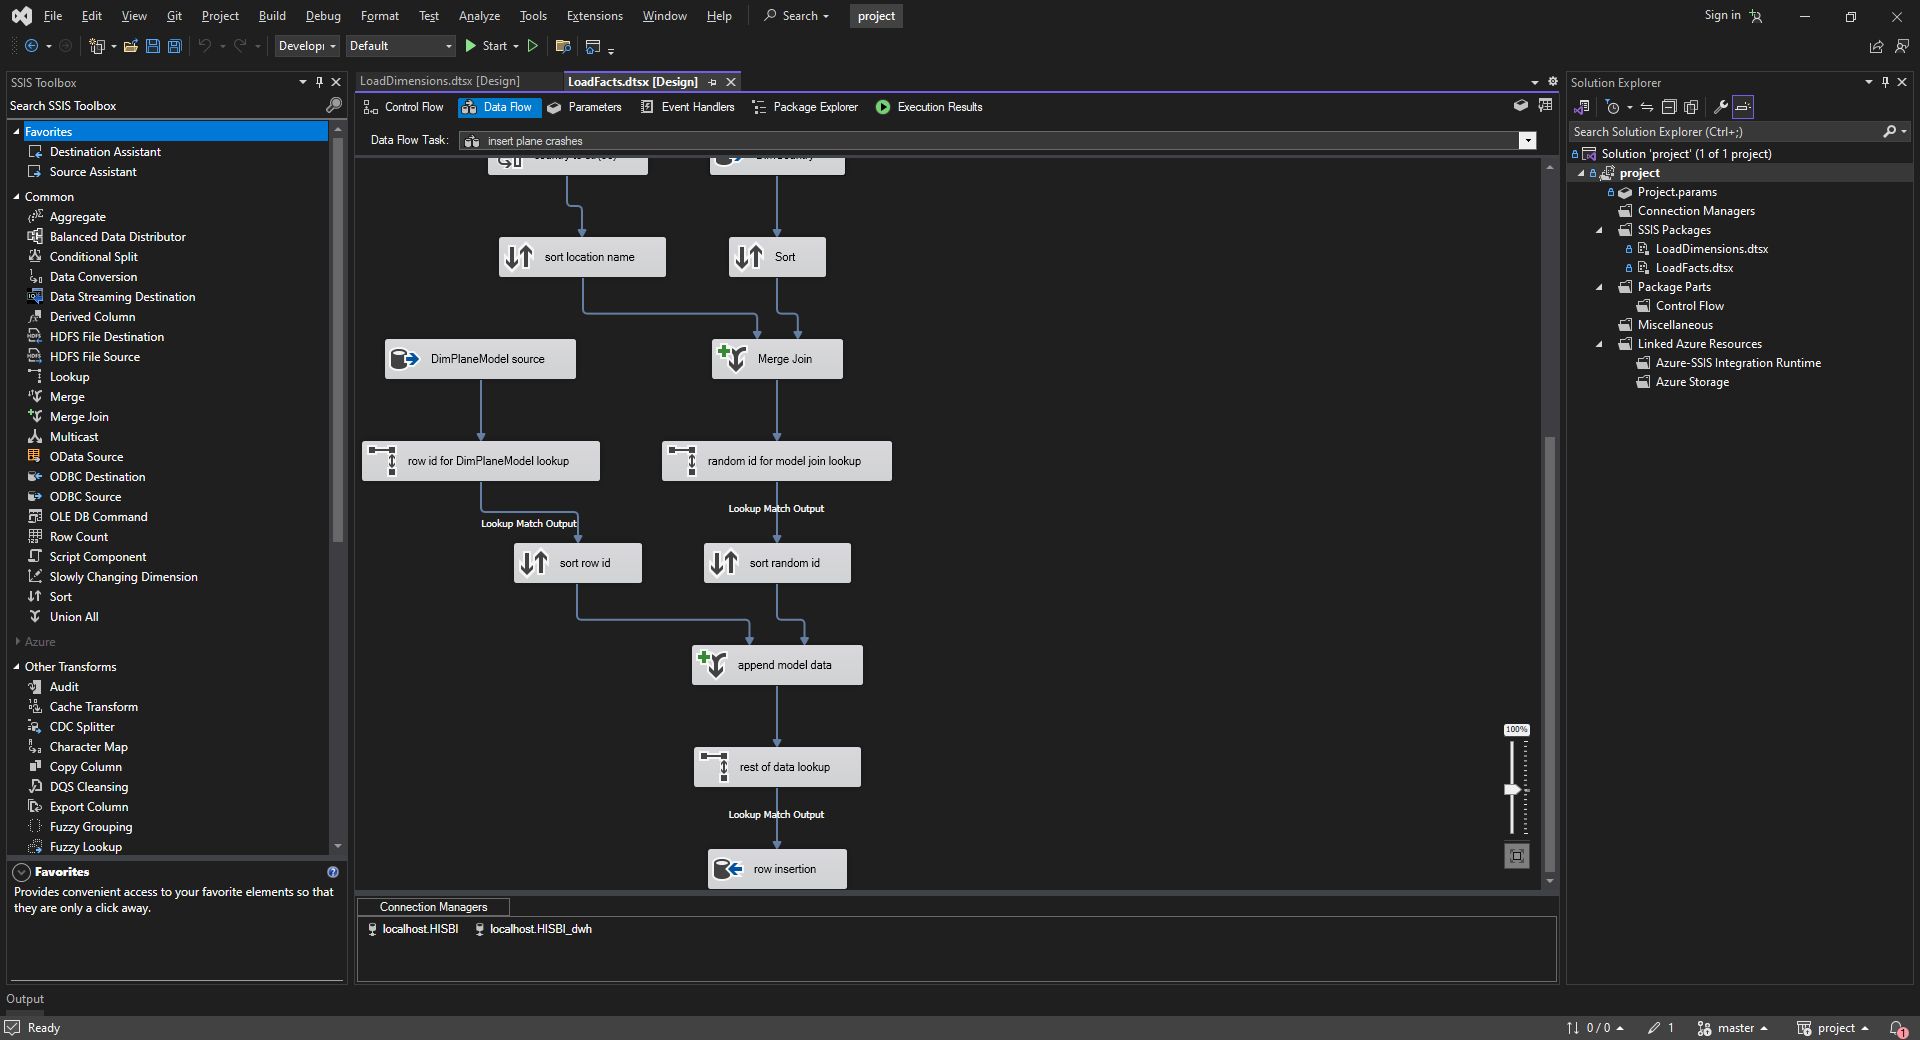 File Edit View Git Project Build Debug Format Test Analyze Tools Extensions Window Help Search project Sign in
Develop Default Start
SSIS Toolbox
Search SSIS Toolbox
Favorites
Destination Assistant
Source Assistant
Common
Aggregate
Balanced Data Distributor
Conditional Split
Data Conversion
Data Streaming Destination
Derived Column
HDFS File Destination
HDFS File Source
Lookup
Merge
Merge Join
Multicast
OData Source
ODBC Destination
ODBC Source
OLE DB Command
Row Count
Script Component
Slowly Changing Dimension
Sort
Union All
Azure
Other Transforms
Audit
Cache Transform
CDC Splitter
Character Map
Copy Column
DQS Cleansing
Export Column
Fuzzy Grouping
Fuzzy Lookup
Favorites
Provides convenient access to your favorite elements so that
they are only a click away.
LoadDimensions.dtsx [Design] LoadFacts.dtsx [Design]
Control Flow Data Flow Parameters Event Handlers Package Explorer Execution Results
Data Flow Task: insert plane crashes
sort location name
Sort
DimPlaneModel source
Merge Join
row id for DimPlaneModel lookup
random id for model join lookup
Lookup Match Output
Lookup Match Output
sort row id
sort random id
append model data
rest of data lookup
Lookup Match Output
row insertion
100%
Connection Managers
localhost.HISBI localhost.HISBI_dwh
Solution Explorer
Search Solution Explorer (Ctrl+;)
Solution 'project' (1 of 1 project)
project
Project.params
Connection Managers
SSIS Packages
LoadDimensions.dtsx
LoadFacts.dtsx
Package Parts
Control Flow
Miscellaneous
Linked Azure Resources
Azure-SSIS Integration Runtime
Azure Storage
Output
Ready 0 / 0 1 master project 1